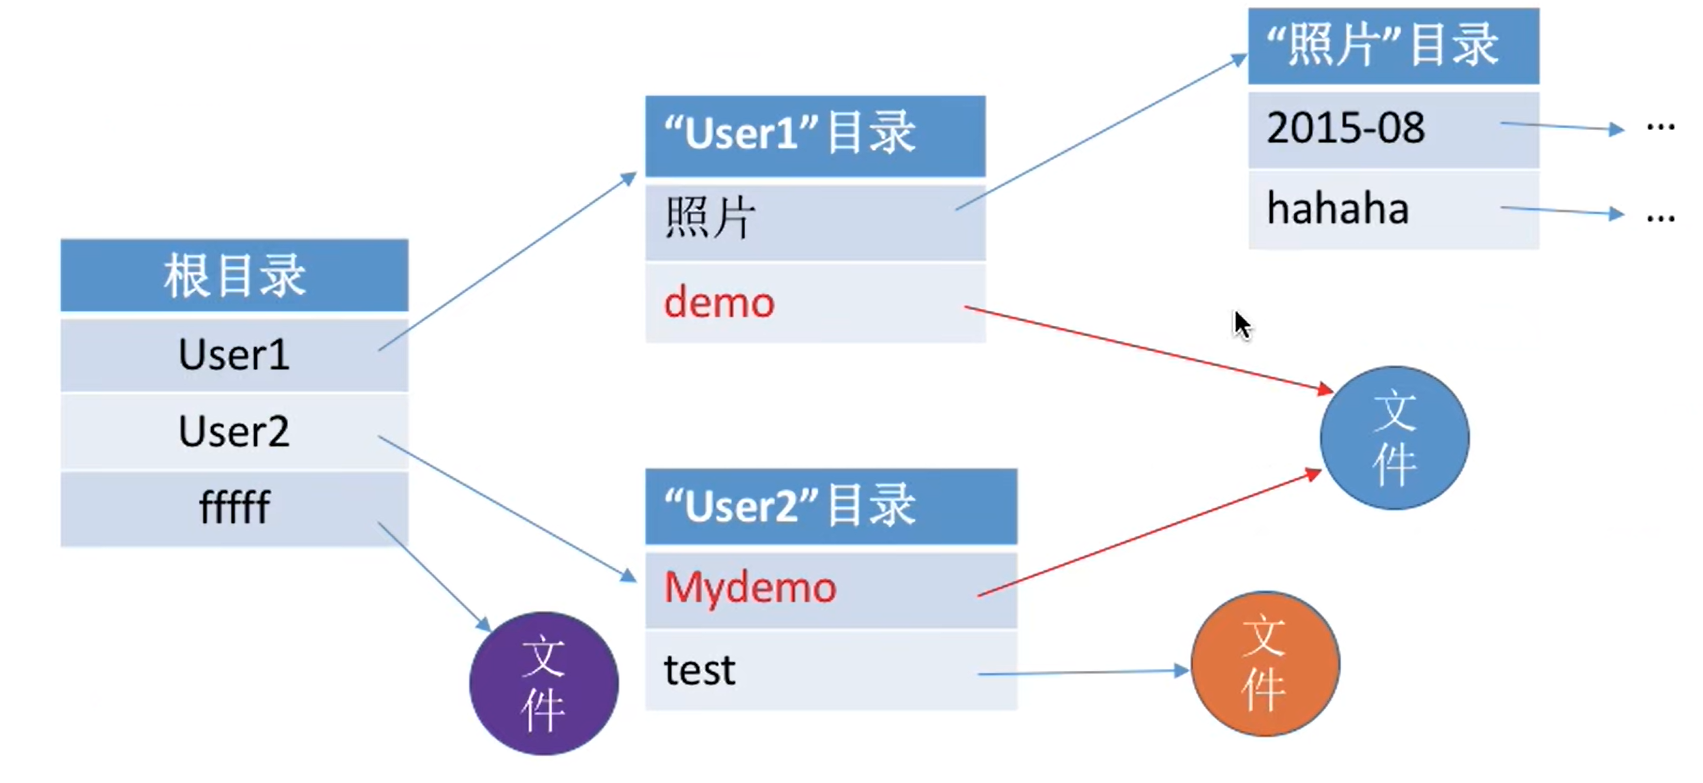 根目录
User1
User2
fffff
“User1”目录
照片
demo
“照片”目录
2015-08
...
hahaha
...
“User2”目录
Mydemo
test
文
件
文
件
文
件